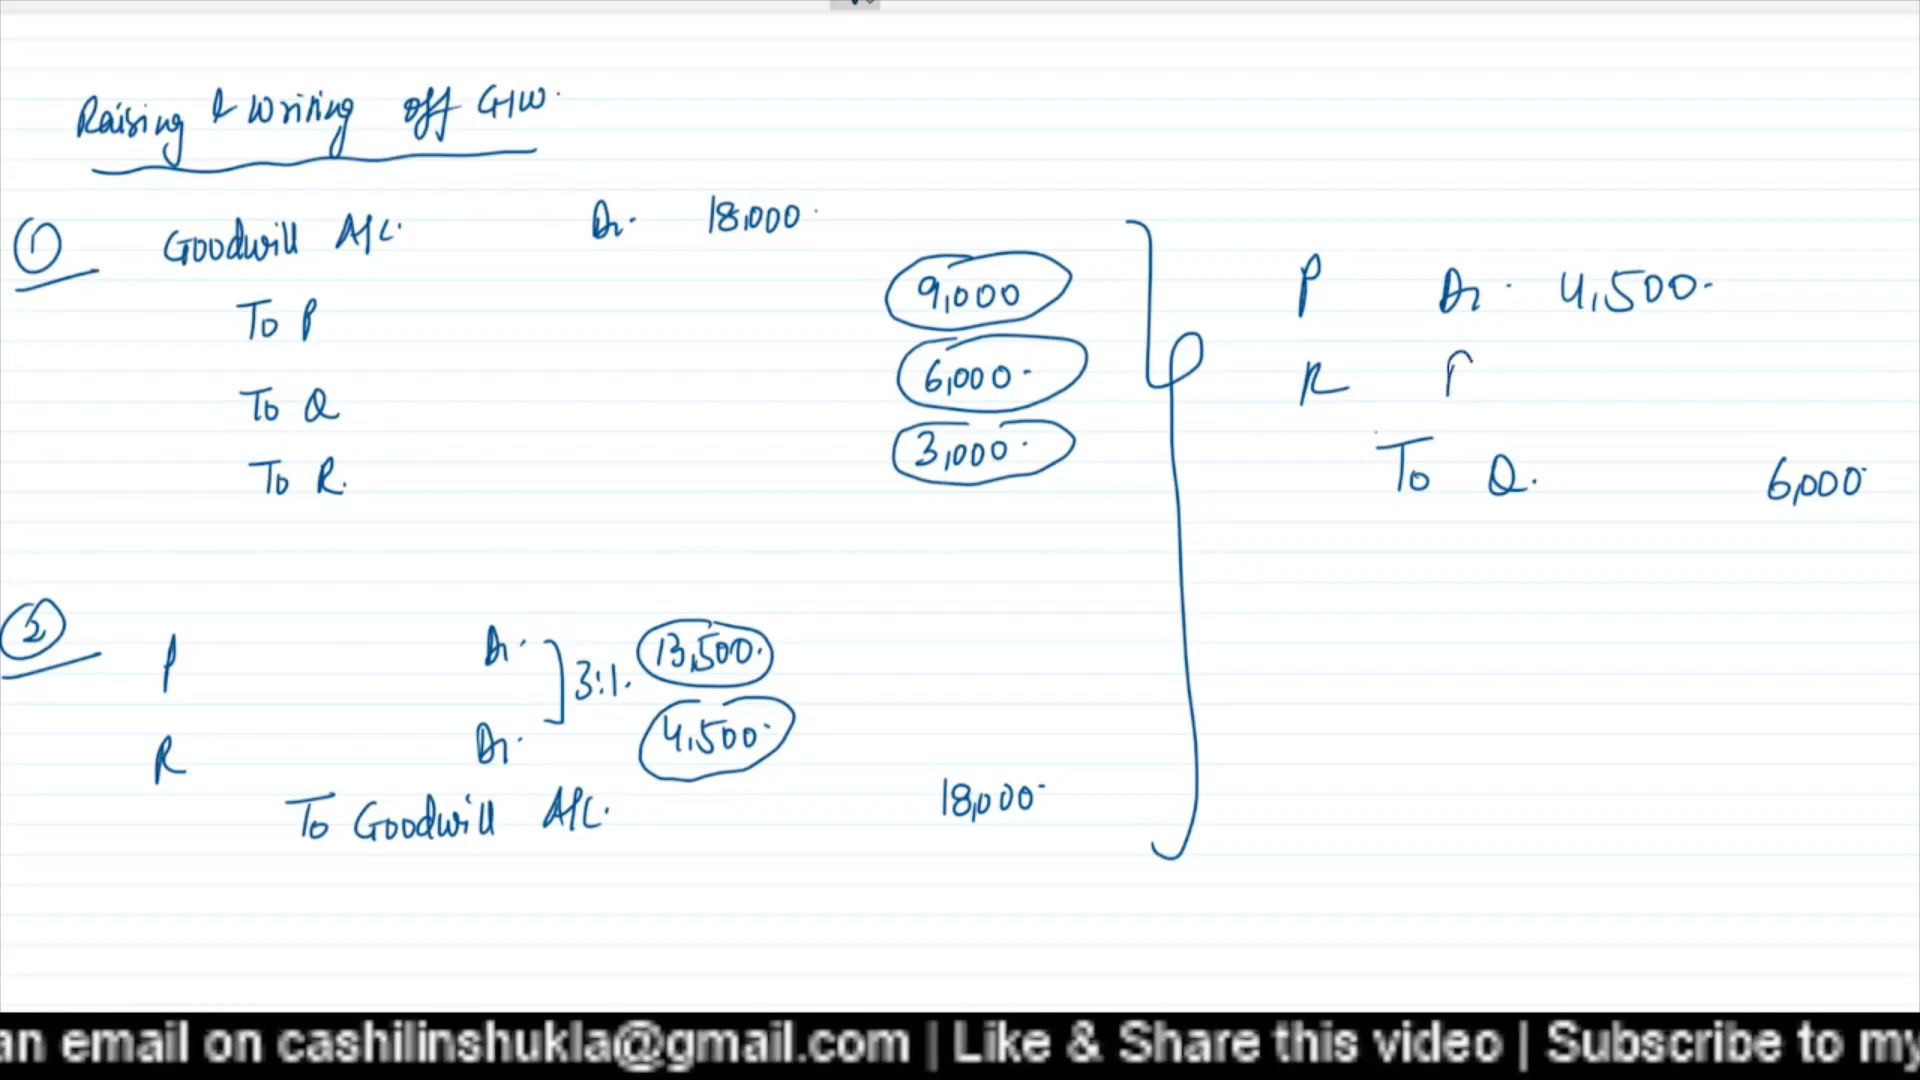 Raising & Writing off G/W.
① Goodwill A/c. Dr. 18,000.
To P 9,000
To Q 6,000.
To R. 3,000.
② P Dr. 3:1. 13,500.
R Dr. 4,500.
To Goodwill A/c. 18,000.
P Dr. 4,500.
R
To Q. 6,000
an email on cashilinshukla@gmail.com | Like & Share this video | Subscribe to my